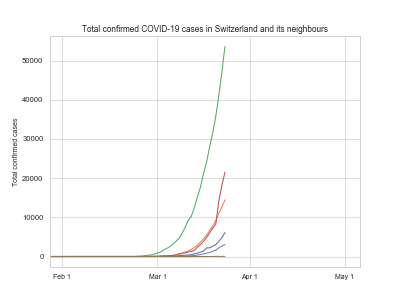 Total confirmed COVID-19 cases in Switzerland and its neighbours
Total confirmed cases
50000
40000
30000
20000
10000
0
Feb 1
Mar 1
Apr 1
May 1